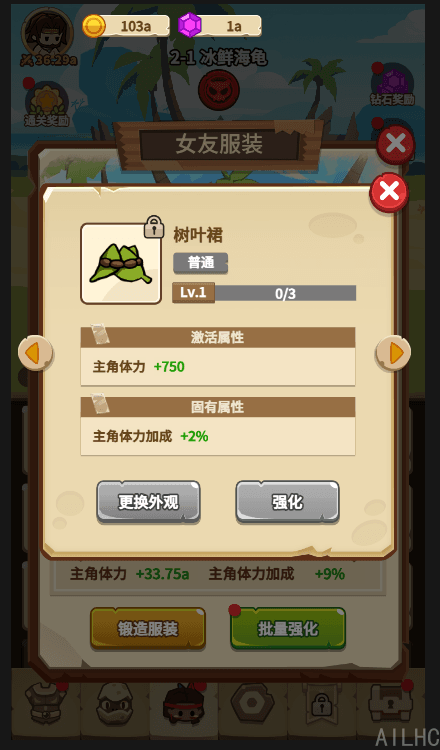 103a
1a
36.29a
2-1 冰鲜海龟
通关奖励
钻石奖励
女友服装
树叶裙
普通
Lv.1
0/3
激活属性
主角体力 +750
固有属性
主角体力加成 +2%
更换外观
强化
主角体力 +33.75a 主角体力加成 +9%
锻造服装
批量强化
AILHC